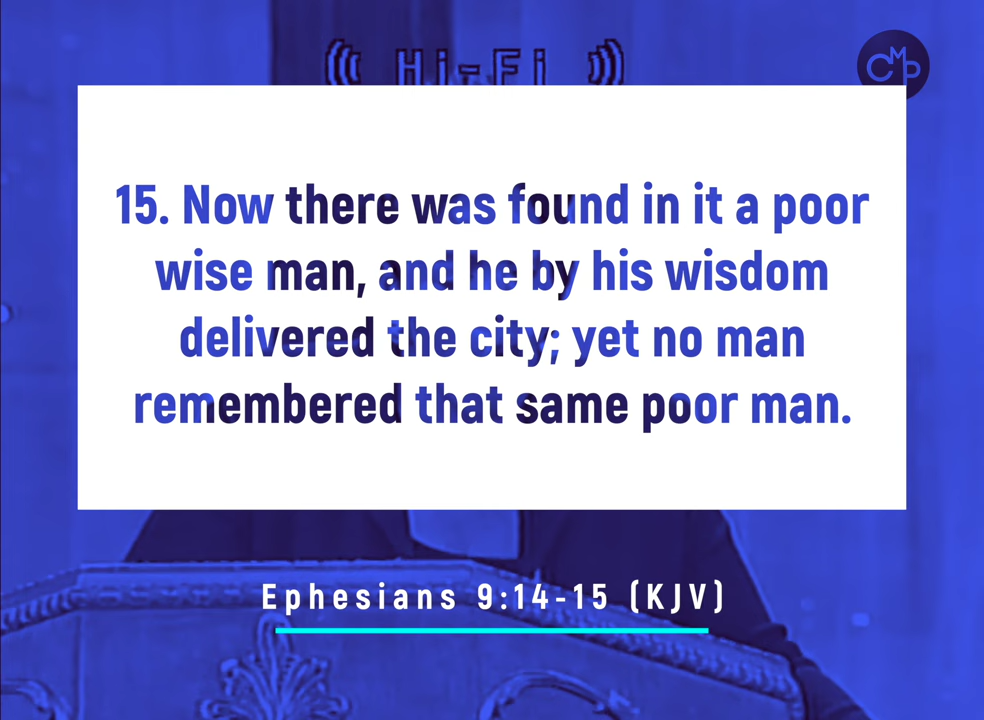 Hi-Fi
CMP
15. Now there was found in it a poor
wise man, and he by his wisdom
delivered the city; yet no man
remembered that same poor man.
Ephesians 9:14-15 (KJV)